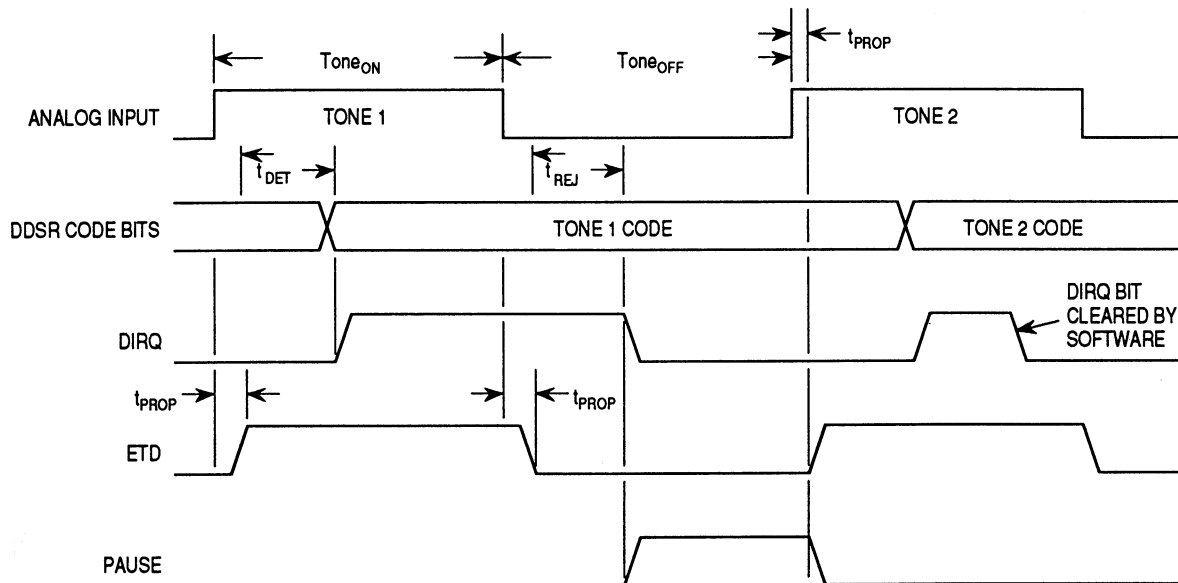 t_PROP
Tone_ON
Tone_OFF
ANALOG INPUT
TONE 1
TONE 2
t_DET
t_REJ
DDSR CODE BITS
TONE 1 CODE
TONE 2 CODE
DIRQ BIT
CLEARED BY
SOFTWARE
DIRQ
t_PROP
t_PROP
ETD
PAUSE